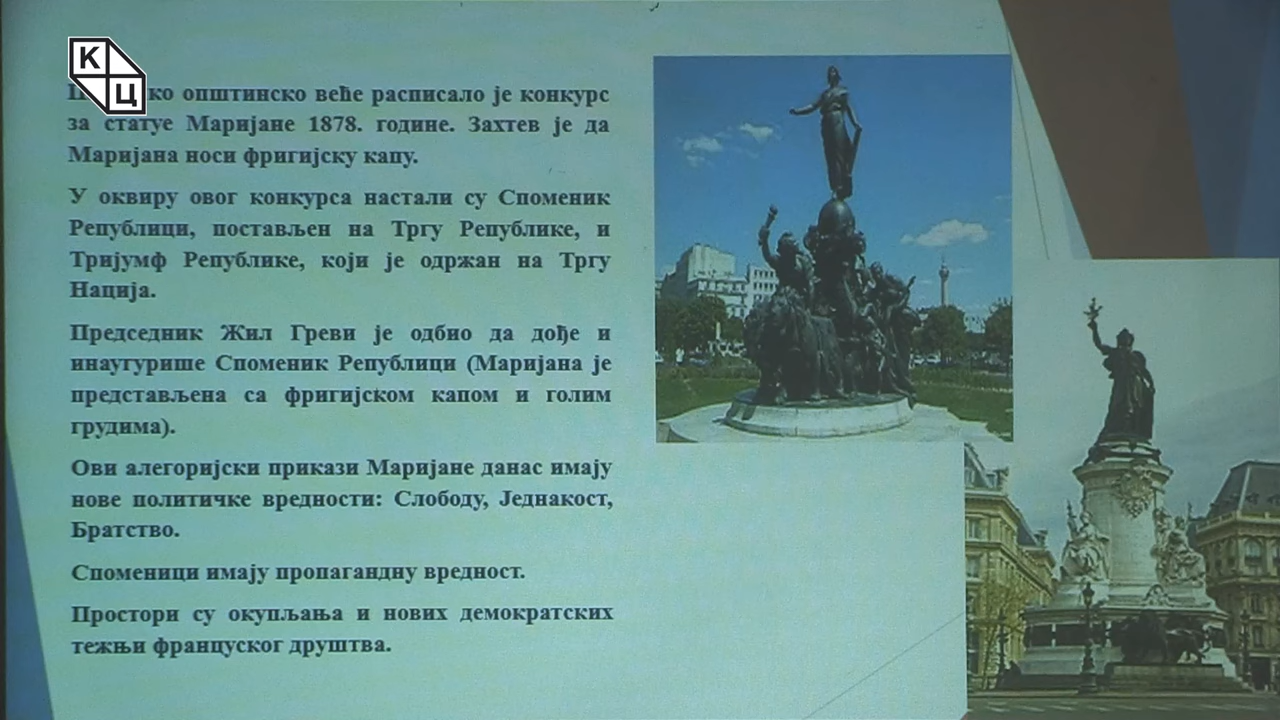 К
Ц
општинско веће расписало је конкурс
за статуе Маријане 1878. године. Захтев је да
Маријана носи фригијску капу.
У оквиру овог конкурса настали су Споменик
Републици, постављен на Тргу Републике, и
Тријумф Републике, који је одржан на Тргу
Нација.
Председник Жил Греви је одбио да дође и
инаугурише Споменик Републици (Маријана је
представљена са фригијском капом и голим
грудима).
Ови алегоријски прикази Маријане данас имају
нове политичке вредности: Слободу, Једнакост,
Братство.
Споменици имају пропагандну вредност.
Простори су окупљања и нових демократских
тежњи француског друштва.